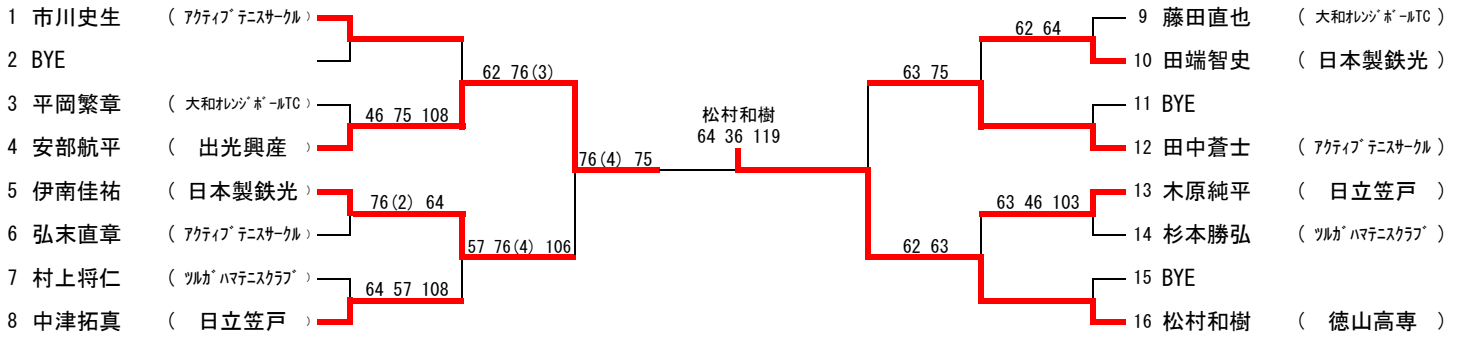 1 市川史生 ( ｱｸﾃｨﾌﾞﾃﾆｽｻｰｸﾙ )
2 BYE
62 76(3)
3 平岡繁章 ( 大和ｵﾚﾝｼﾞﾎﾞｰﾙTC )
46 75 108
4 安部航平 ( 出光興産 )
76(4) 75
5 伊南佳祐 ( 日本製鉄光 )
76(2) 64
6 弘末直章 ( ｱｸﾃｨﾌﾞﾃﾆｽｻｰｸﾙ )
57 76(4) 106
7 村上将仁 ( ﾂﾙｶﾞﾊﾏﾃﾆｽｸﾗﾌﾞ )
64 57 108
8 中津拓真 ( 日立笠戸 )
松村和樹
64 36 119
9 藤田直也 ( 大和ｵﾚﾝｼﾞﾎﾞｰﾙTC )
62 64
10 田端智史 ( 日本製鉄光 )
63 75
11 BYE
12 田中蒼士 ( ｱｸﾃｨﾌﾞﾃﾆｽｻｰｸﾙ )
13 木原純平 ( 日立笠戸 )
63 46 103
14 杉本勝弘 ( ﾂﾙｶﾞﾊﾏﾃﾆｽｸﾗﾌﾞ )
62 63
15 BYE
16 松村和樹 ( 徳山高専 )